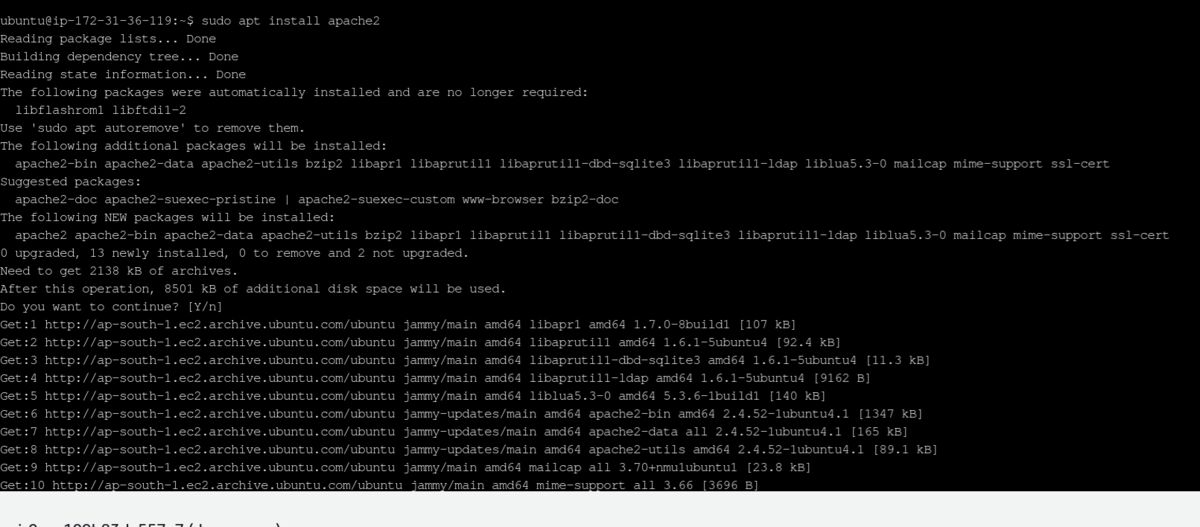 ubuntu@ip-172-31-36-119:~$ sudo apt install apache2
Reading package lists... Done
Building dependency tree... Done
Reading state information... Done
The following packages were automatically installed and are no longer required:
  libflashrom1 libftdi1-2
Use 'sudo apt autoremove' to remove them.
The following additional packages will be installed:
  apache2-bin apache2-data apache2-utils bzip2 libapr1 libaprutil1 libaprutil1-dbd-sqlite3 libaprutil1-ldap liblua5.3-0 mailcap mime-support ssl-cert
Suggested packages:
  apache2-doc apache2-suexec-pristine | apache2-suexec-custom www-browser bzip2-doc
The following NEW packages will be installed:
  apache2 apache2-bin apache2-data apache2-utils bzip2 libapr1 libaprutil1 libaprutil1-dbd-sqlite3 libaprutil1-ldap liblua5.3-0 mailcap mime-support ssl-cert
0 upgraded, 13 newly installed, 0 to remove and 2 not upgraded.
Need to get 2138 kB of archives.
After this operation, 8501 kB of additional disk space will be used.
Do you want to continue? [Y/n]
Get:1 http://ap-south-1.ec2.archive.ubuntu.com/ubuntu jammy/main amd64 libapr1 amd64 1.7.0-8build1 [107 kB]
Get:2 http://ap-south-1.ec2.archive.ubuntu.com/ubuntu jammy/main amd64 libaprutil1 amd64 1.6.1-5ubuntu4 [92.4 kB]
Get:3 http://ap-south-1.ec2.archive.ubuntu.com/ubuntu jammy/main amd64 libaprutil1-dbd-sqlite3 amd64 1.6.1-5ubuntu4 [11.3 kB]
Get:4 http://ap-south-1.ec2.archive.ubuntu.com/ubuntu jammy/main amd64 libaprutil1-ldap amd64 1.6.1-5ubuntu4 [9162 B]
Get:5 http://ap-south-1.ec2.archive.ubuntu.com/ubuntu jammy/main amd64 liblua5.3-0 amd64 5.3.6-1build1 [140 kB]
Get:6 http://ap-south-1.ec2.archive.ubuntu.com/ubuntu jammy-updates/main amd64 apache2-bin amd64 2.4.52-1ubuntu4.1 [1347 kB]
Get:7 http://ap-south-1.ec2.archive.ubuntu.com/ubuntu jammy-updates/main amd64 apache2-data all 2.4.52-1ubuntu4.1 [165 kB]
Get:8 http://ap-south-1.ec2.archive.ubuntu.com/ubuntu jammy-updates/main amd64 apache2-utils amd64 2.4.52-1ubuntu4.1 [89.1 kB]
Get:9 http://ap-south-1.ec2.archive.ubuntu.com/ubuntu jammy/main amd64 mailcap all 3.70+nmu1ubuntu1 [23.8 kB]
Get:10 http://ap-south-1.ec2.archive.ubuntu.com/ubuntu jammy/main amd64 mime-support all 3.66 [3696 B]